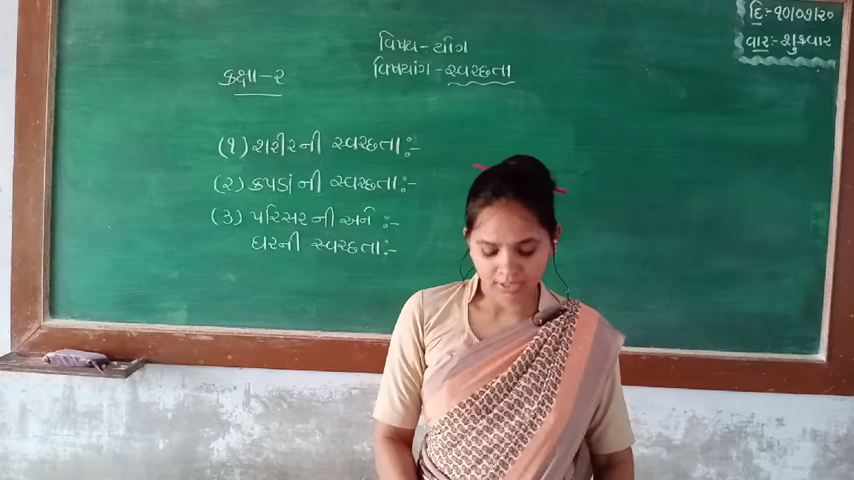 દિ:- ૧૦/૦૭/૨૦
વાર:- શુક્રવાર
વિષય - યોગ
વિષયાંગ - સ્વચ્છતા
કક્ષા - ૨
(૧) શરીરની સ્વચ્છતા:-
(૨) કપડાંની સ્વચ્છતા:-
(૩) પરિસરની અને :-
ઘરની સ્વચ્છતા:-